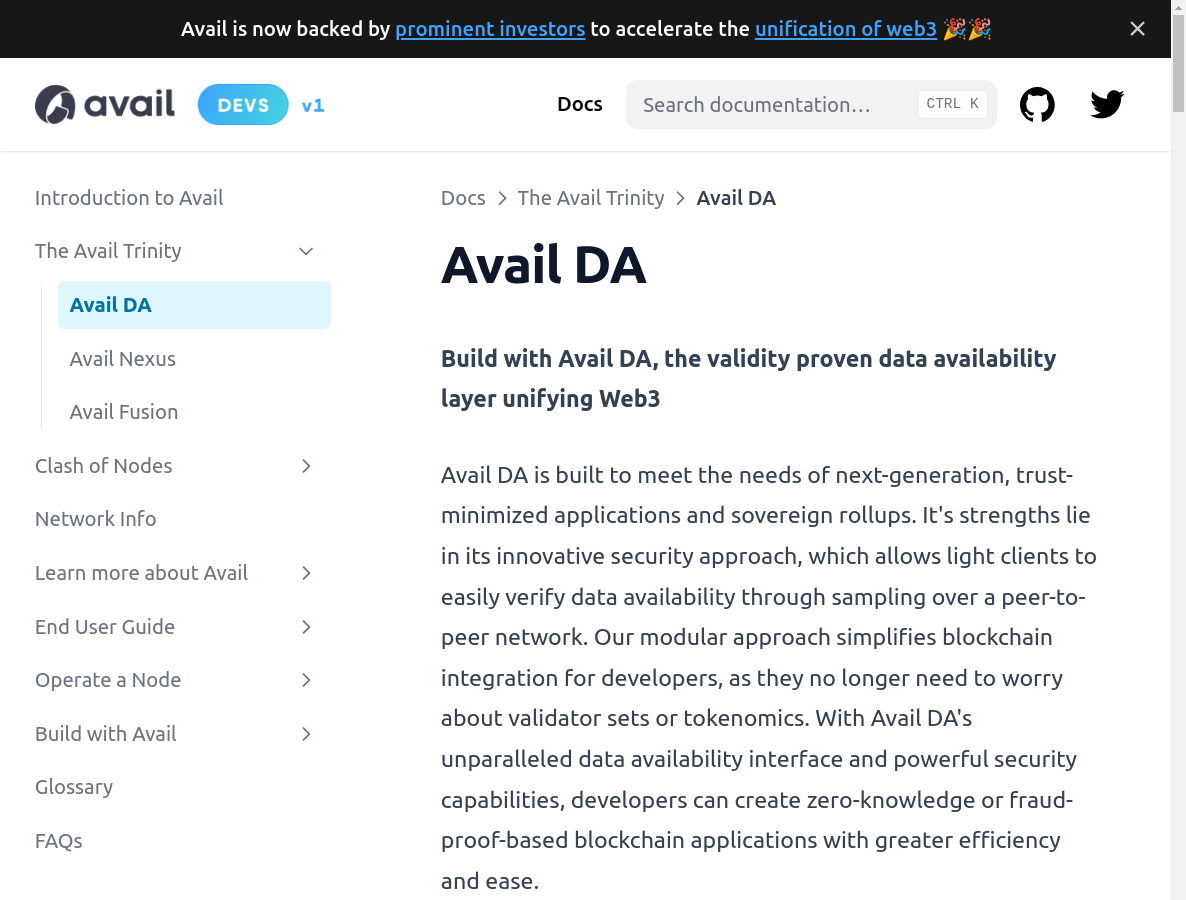 Avail is now backed by prominent investors to accelerate the unification of web3 🎉🎉
avail DEVS v1 Docs Search documentation… CTRL K
Introduction to Avail
The Avail Trinity
Avail DA
Avail Nexus
Avail Fusion
Clash of Nodes
Network Info
Learn more about Avail
End User Guide
Operate a Node
Build with Avail
Glossary
FAQs
Docs > The Avail Trinity > Avail DA
Avail DA
Build with Avail DA, the validity proven data availability
layer unifying Web3
Avail DA is built to meet the needs of next-generation, trust-
minimized applications and sovereign rollups. It's strengths lie
in its innovative security approach, which allows light clients to
easily verify data availability through sampling over a peer-to-
peer network. Our modular approach simplifies blockchain
integration for developers, as they no longer need to worry
about validator sets or tokenomics. With Avail DA's
unparalleled data availability interface and powerful security
capabilities, developers can create zero-knowledge or fraud-
proof-based blockchain applications with greater efficiency
and ease.